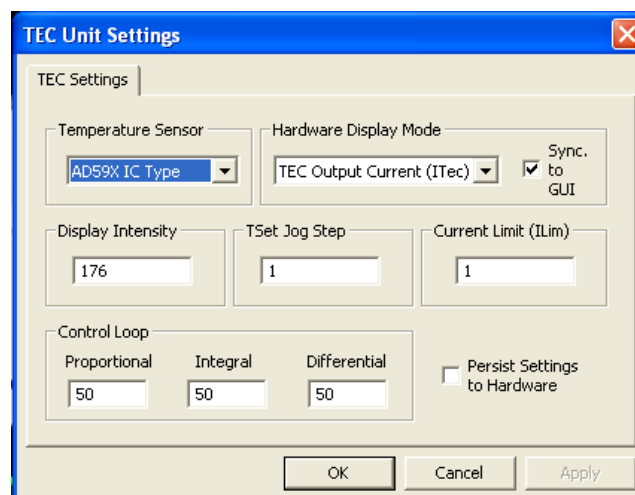 TEC Unit Settings
TEC Settings
Temperature Sensor
Hardware Display Mode
AD59X IC Type
TEC Output Current (ITec)
Sync.
to
GUI
Display Intensity
TSet Jog Step
Current Limit (ILim)
176
1
1
Control Loop
Proportional
Integral
Differential
50
50
50
Persist Settings
to Hardware
OK
Cancel
Apply